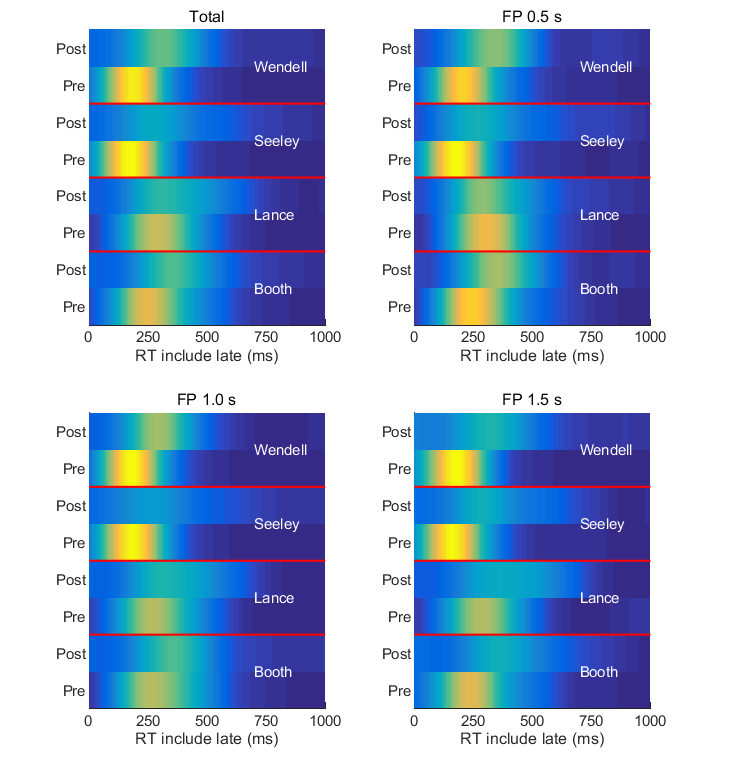 Total
Post
Wendell
Pre
Post
Seeley
Pre
Post
Lance
Pre
Post
Booth
Pre
0 250 500 750 1000
RT include late (ms)
FP 0.5 s
Post
Wendell
Pre
Post
Seeley
Pre
Post
Lance
Pre
Post
Booth
Pre
0 250 500 750 1000
RT include late (ms)
FP 1.0 s
Post
Wendell
Pre
Post
Seeley
Pre
Post
Lance
Pre
Post
Booth
Pre
0 250 500 750 1000
RT include late (ms)
FP 1.5 s
Post
Wendell
Pre
Post
Seeley
Pre
Post
Lance
Pre
Post
Booth
Pre
0 250 500 750 1000
RT include late (ms)